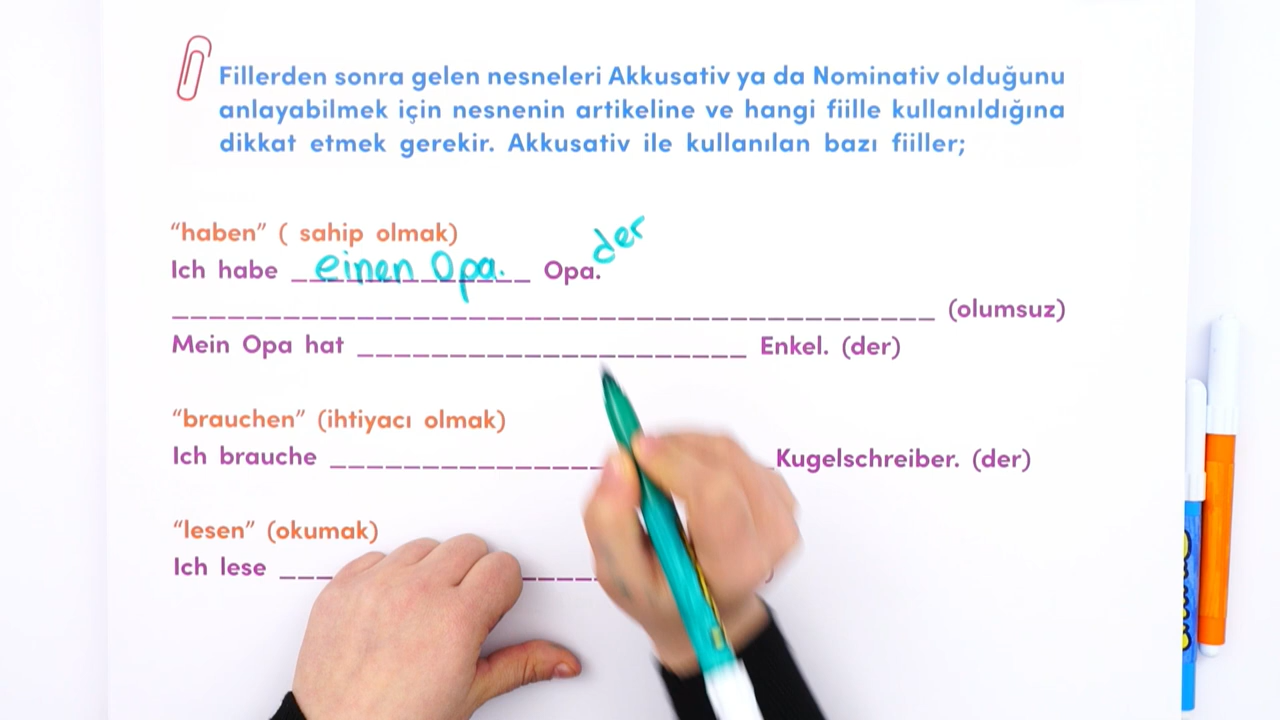 Fillerden sonra gelen nesneleri Akkusativ ya da Nominativ olduğunu
anlayabilmek için nesnenin artikeline ve hangi fiille kullanıldığına
dikkat etmek gerekir. Akkusativ ile kullanılan bazı fiiller;
“haben” ( sahip olmak)
der
Ich habe einen Opa. Opa.
(olumsuz)
Mein Opa hat ____________________ Enkel. (der)
“brauchen” (ihtiyacı olmak)
Ich brauche ____________________ Kugelschreiber. (der)
“lesen” (okumak)
Ich lese